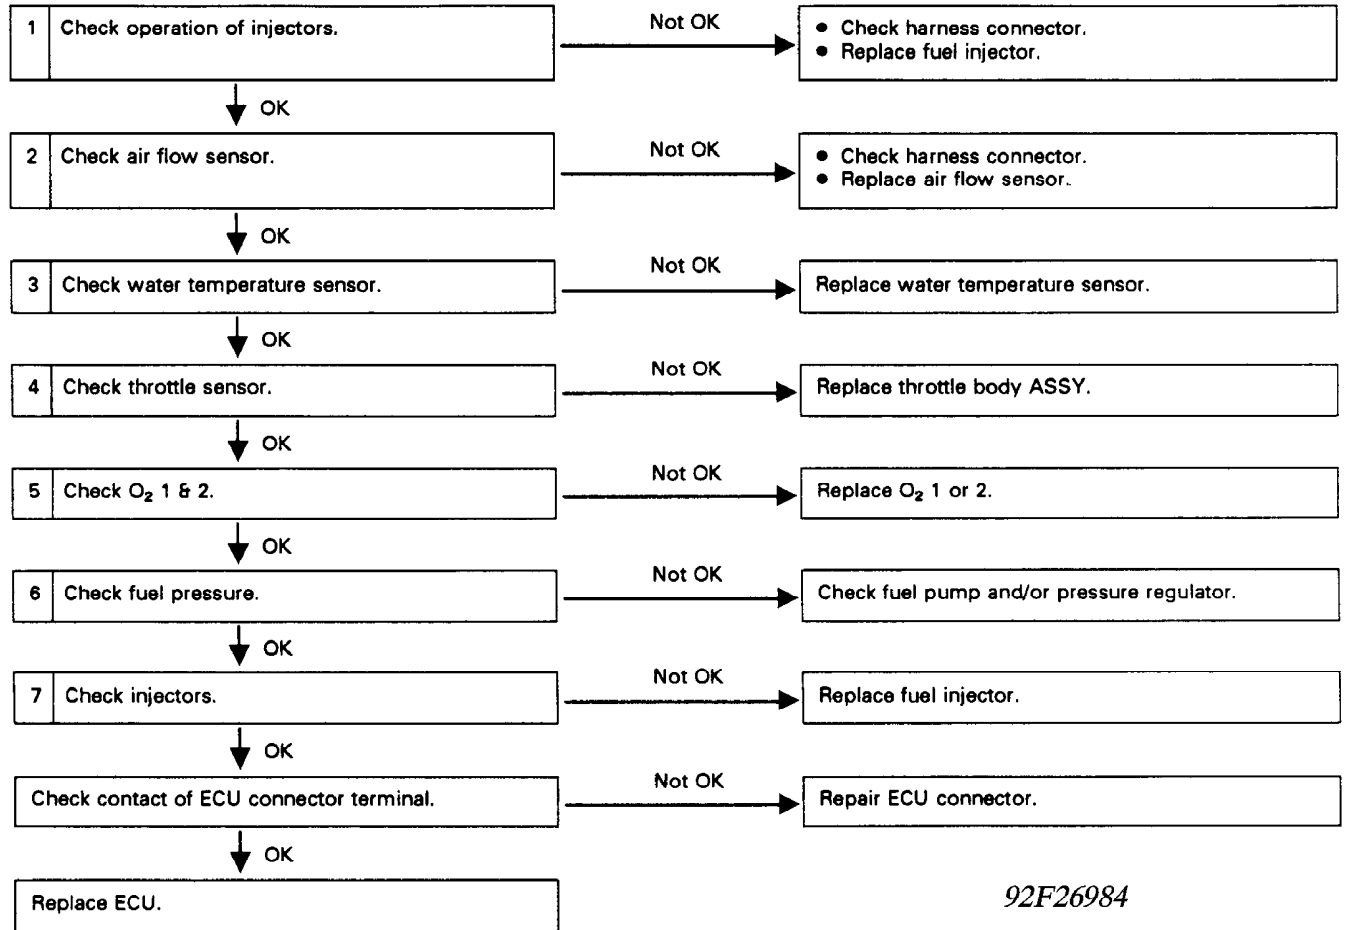 1 Check operation of injectors.
Not OK
● Check harness connector.
● Replace fuel injector.
OK
2 Check air flow sensor.
Not OK
● Check harness connector.
● Replace air flow sensor.
OK
3 Check water temperature sensor.
Not OK
Replace water temperature sensor.
OK
4 Check throttle sensor.
Not OK
Replace throttle body ASSY.
OK
5 Check O₂ 1 & 2.
Not OK
Replace O₂ 1 or 2.
OK
6 Check fuel pressure.
Not OK
Check fuel pump and/or pressure regulator.
OK
7 Check injectors.
Not OK
Replace fuel injector.
OK
Check contact of ECU connector terminal.
Not OK
Repair ECU connector.
OK
Replace ECU.
92F26984